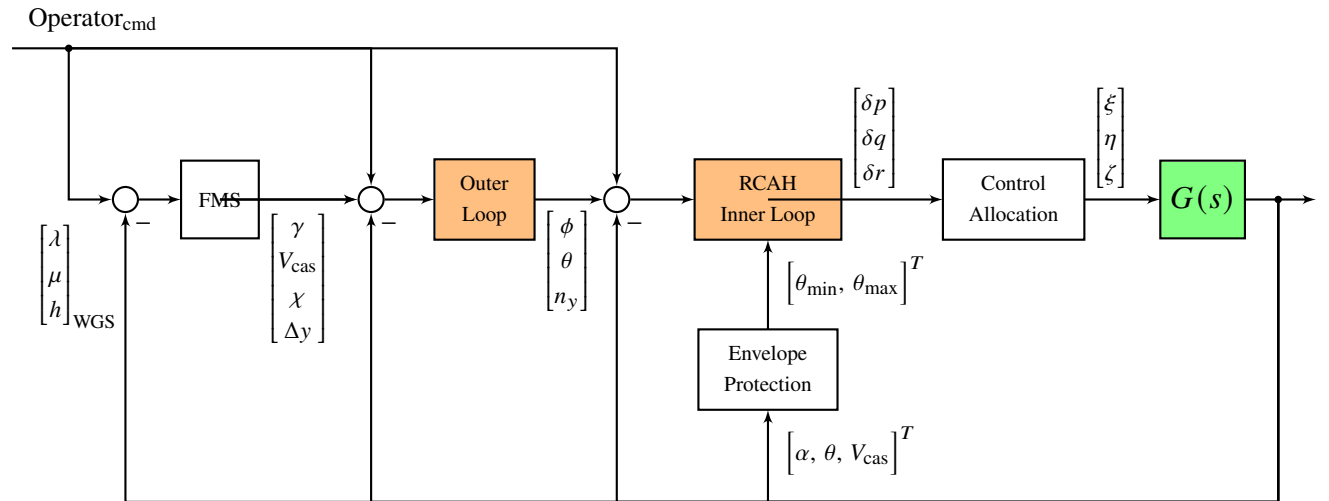 Operator_cmd
[λ
μ
h]_WGS
−
FMS
[γ
V_cas
χ
Δy]
−
Outer
Loop
[ϕ
θ
n_y]
−
RCAH
Inner Loop
[δp
δq
δr]
Control
Allocation
[ξ
η
ζ]
G(s)
[θ_min, θ_max]^T
Envelope
Protection
[α, θ, V_cas]^T